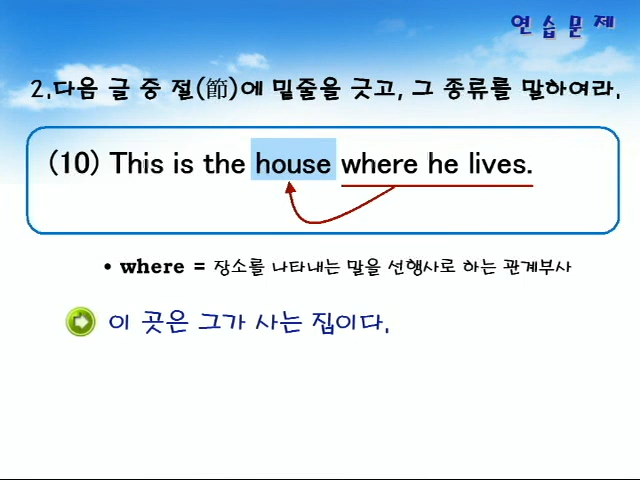 연습문제
2.다음 글 중 절(節)에 밑줄을 긋고, 그 종류를 말하여라.
(10) This is the house where he lives.
• where = 장소를 나타내는 말을 선행사로 하는 관계부사
이 곳은 그가 사는 집이다.